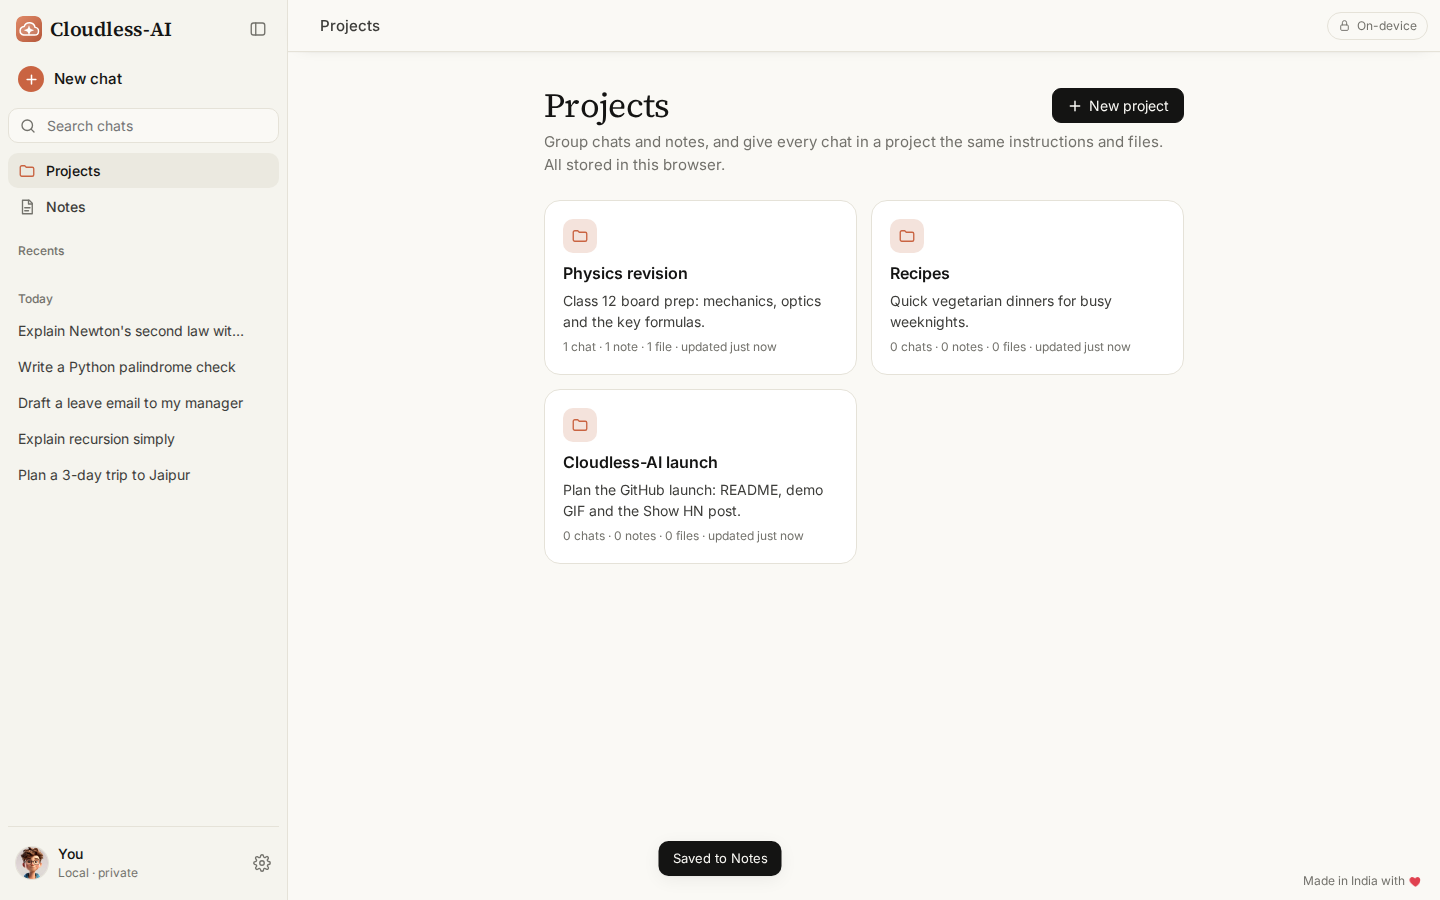 Cloudless-AI
New chat
Search chats
Projects
Notes
Recents
Today
Explain Newton's second law wit...
Write a Python palindrome check
Draft a leave email to my manager
Explain recursion simply
Plan a 3-day trip to Jaipur
You
Local · private
Projects
On-device
Projects
New project
Group chats and notes, and give every chat in a project the same instructions and files.
All stored in this browser.
Physics revision
Class 12 board prep: mechanics, optics
and the key formulas.
1 chat · 1 note · 1 file · updated just now
Recipes
Quick vegetarian dinners for busy
weeknights.
0 chats · 0 notes · 0 files · updated just now
Cloudless-AI launch
Plan the GitHub launch: README, demo
GIF and the Show HN post.
0 chats · 0 notes · 0 files · updated just now
Saved to Notes
Made in India with